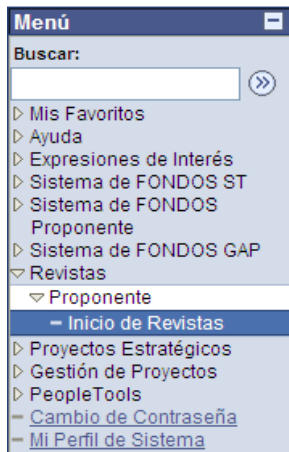 Menú
Buscar:
Mis Favoritos
Ayuda
Expresiones de Interés
Sistema de FONDOS ST
Sistema de FONDOS
Proponente
Sistema de FONDOS GAP
Revistas
Proponente
Inicio de Revistas
Proyectos Estratégicos
Gestión de Proyectos
PeopleTools
Cambio de Contraseña
Mi Perfil de Sistema